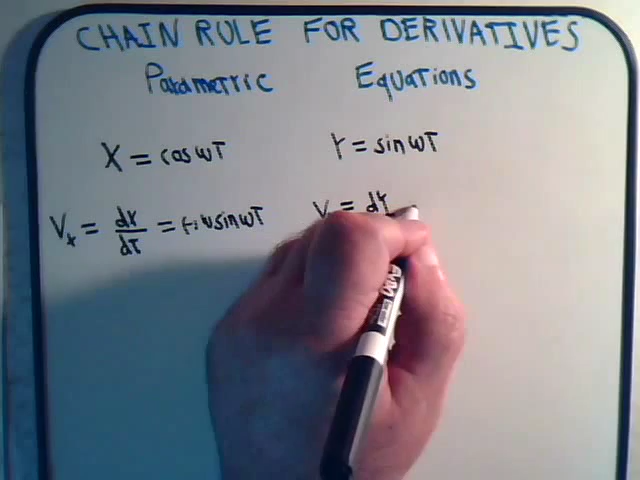 CHAIN RULE FOR DERIVATIVES
Parametric Equations
X = cos ωT Y = sin ωT
Vx = dX/dT = sin ωT V = dY